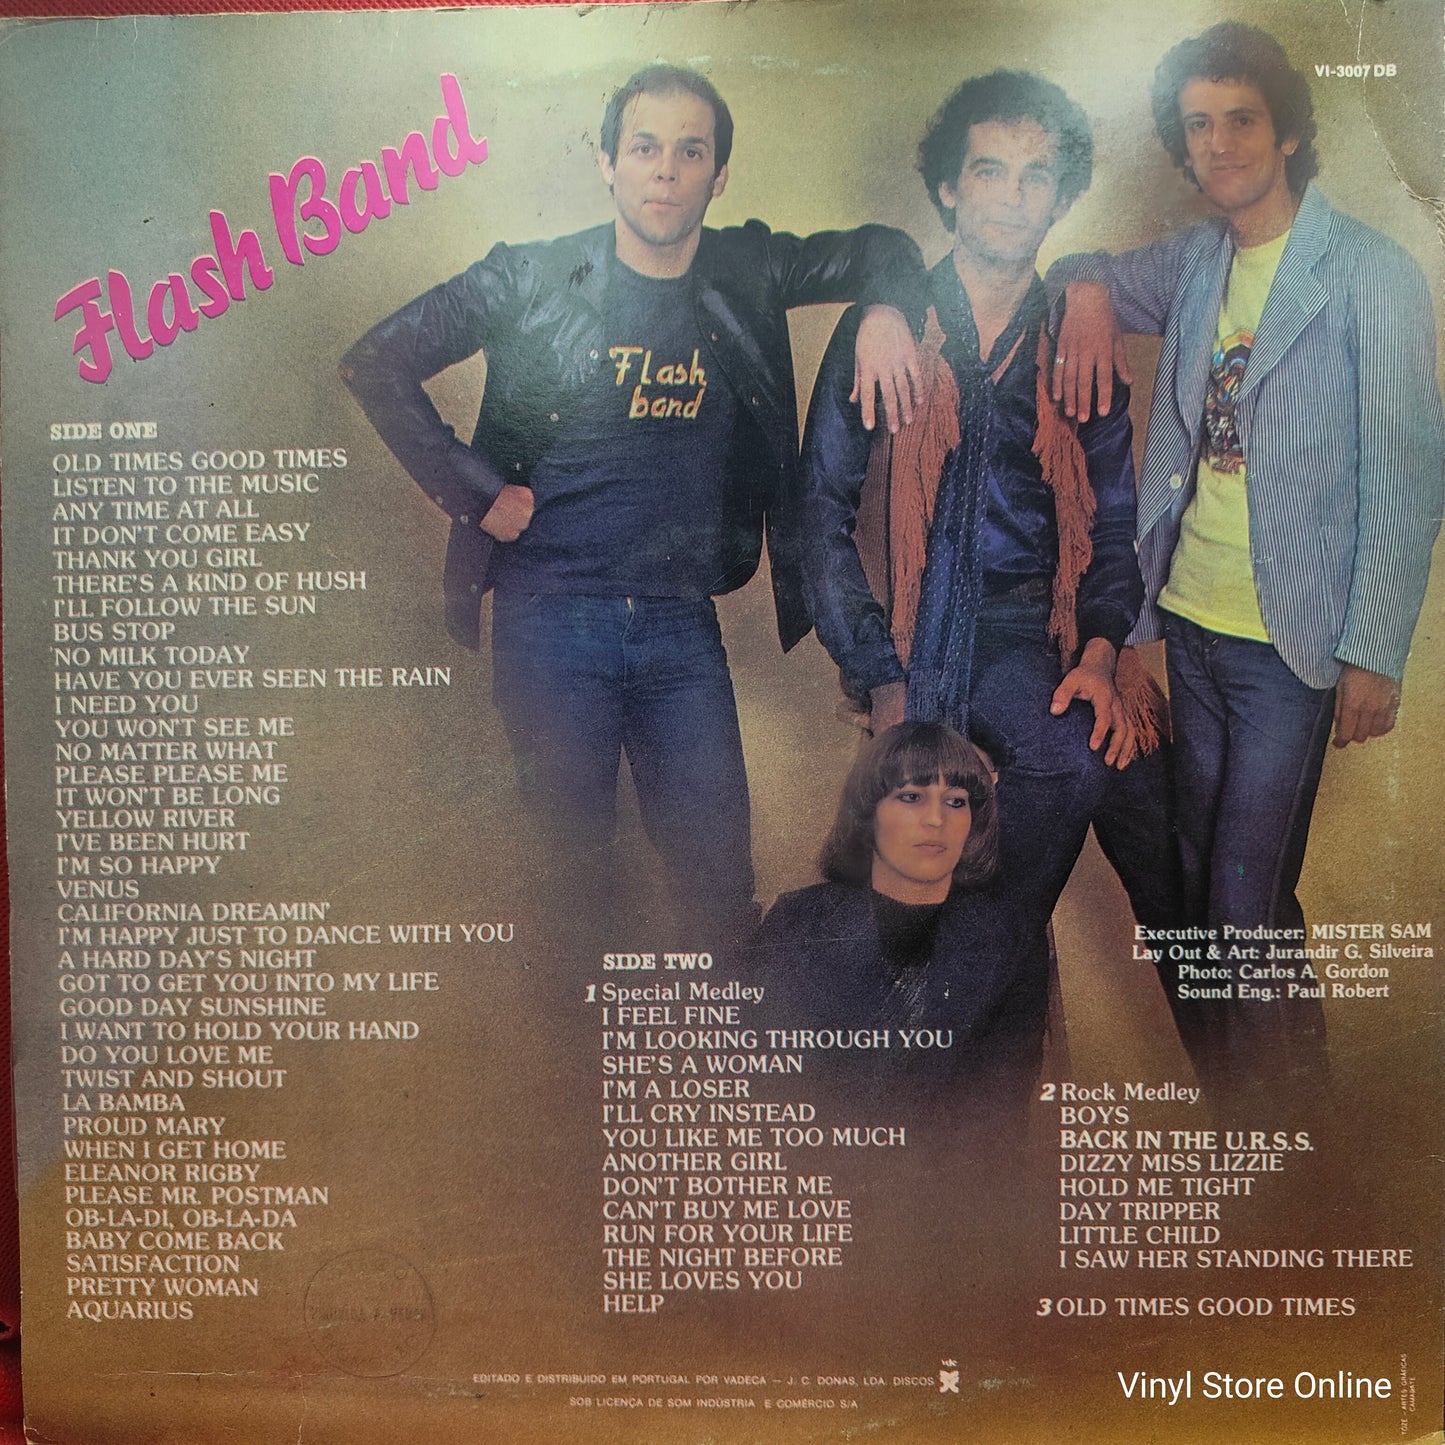 VI-3007 DB
Flash Band
Flash
band
SIDE ONE
OLD TIMES GOOD TIMES
LISTEN TO THE MUSIC
ANY TIME AT ALL
IT DON'T COME EASY
THANK YOU GIRL
THERE'S A KIND OF HUSH
I'LL FOLLOW THE SUN
BUS STOP
NO MILK TODAY
HAVE YOU EVER SEEN THE RAIN
I NEED YOU
YOU WON'T SEE ME
NO MATTER WHAT
PLEASE PLEASE ME
IT WON'T BE LONG
YELLOW RIVER
I'VE BEEN HURT
I'M SO HAPPY
VENUS
CALIFORNIA DREAMIN'
I'M HAPPY JUST TO DANCE WITH YOU
A HARD DAY'S NIGHT
GOT TO GET YOU INTO MY LIFE
GOOD DAY SUNSHINE
I WANT TO HOLD YOUR HAND
DO YOU LOVE ME
TWIST AND SHOUT
LA BAMBA
PROUD MARY
WHEN I GET HOME
ELEANOR RIGBY
PLEASE MR. POSTMAN
OB-LA-DI, OB-LA-DA
BABY COME BACK
SATISFACTION
PRETTY WOMAN
AQUARIUS
SIDE TWO
1 Special Medley
I FEEL FINE
I'M LOOKING THROUGH YOU
SHE'S A WOMAN
I'M A LOSER
I'LL CRY INSTEAD
YOU LIKE ME TOO MUCH
ANOTHER GIRL
DON'T BOTHER ME
CAN'T BUY ME LOVE
RUN FOR YOUR LIFE
THE NIGHT BEFORE
SHE LOVES YOU
HELP
Executive Producer: MISTER SAM
Lay Out & Art: Jurandir G. Silveira
Photo: Carlos A. Gordon
Sound Eng.: Paul Robert
2 Rock Medley
BOYS
BACK IN THE U.R.S.S.
DIZZY MISS LIZZIE
HOLD ME TIGHT
DAY TRIPPER
LITTLE CHILD
I SAW HER STANDING THERE
3 OLD TIMES GOOD TIMES
EDITADO E DISTRIBUIDO EM PORTUGAL POR VADECA — J. C. DONAS, LDA. DISCOS
vdc
SOB LICENÇA DE SOM INDÚSTRIA E COMÉRCIO S/A
Vinyl Store Online
TOZE - ARTES GRÁFICAS
CAMARATE